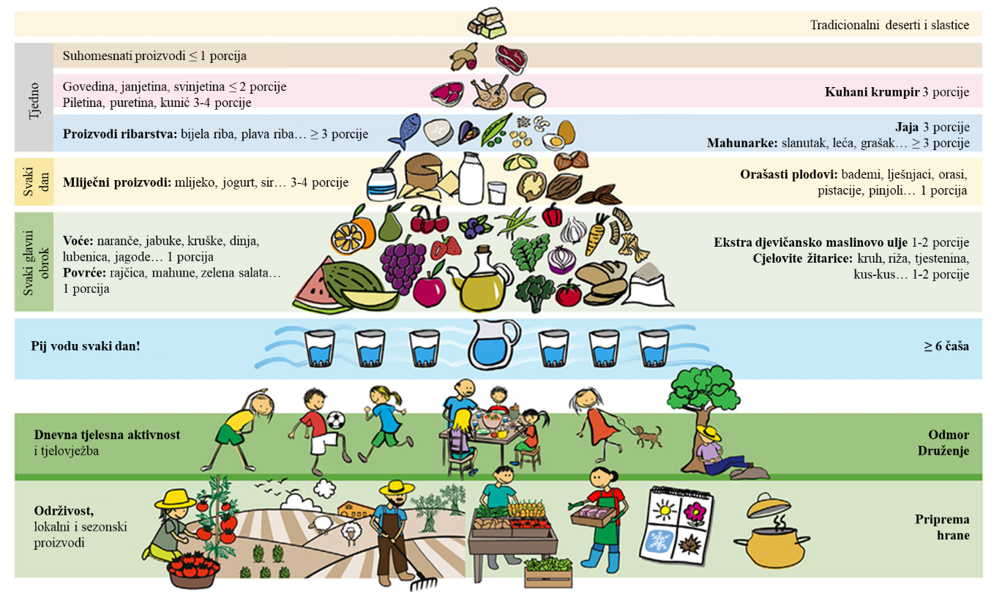 Tradicionalni deserti i slastice
Tjedno
Suhomesnati proizvodi ≤ 1 porcija
Govedina, janjetina, svinjetina ≤ 2 porcije
Piletina, puretina, kunić 3-4 porcije
Kuhani krumpir 3 porcije
Proizvodi ribarstva: bijela riba, plava riba… ≥ 3 porcije
Jaja 3 porcije
Mahunarke: slanutak, leća, grašak… ≥ 3 porcije
Svaki
dan
Mliječni proizvodi: mlijeko, jogurt, sir… 3-4 porcije
Orašasti plodovi: bademi, lješnjaci, orasi,
pistacije, pinjoli… 1 porcija
Svaki glavni
obrok
Voće: naranče, jabuke, kruške, dinja,
lubenica, jagode… 1 porcija
Povrće: rajčica, mahune, zelena salata…
1 porcija
Ekstra djevičansko maslinovo ulje 1-2 porcije
Cjelovite žitarice: kruh, riža, tjestenina,
kus-kus… 1-2 porcije
Pij vodu svaki dan!
≥ 6 čaša
Dnevna tjelesna aktivnost
i tjelovježba
Odmor
Druženje
Održivost,
lokalni i sezonski
proizvodi
Priprema
hrane